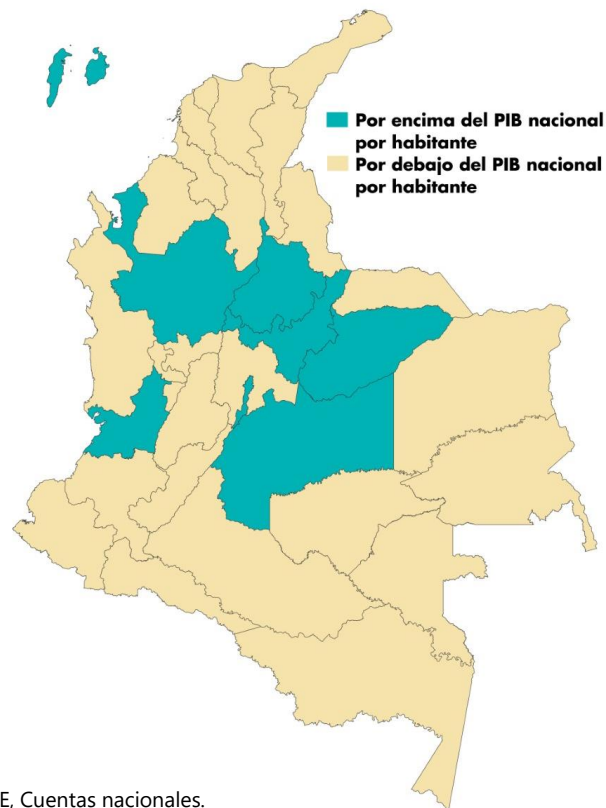 Por encima del PIB nacional
por habitante
Por debajo del PIB nacional
por habitante
E, Cuentas nacionales.